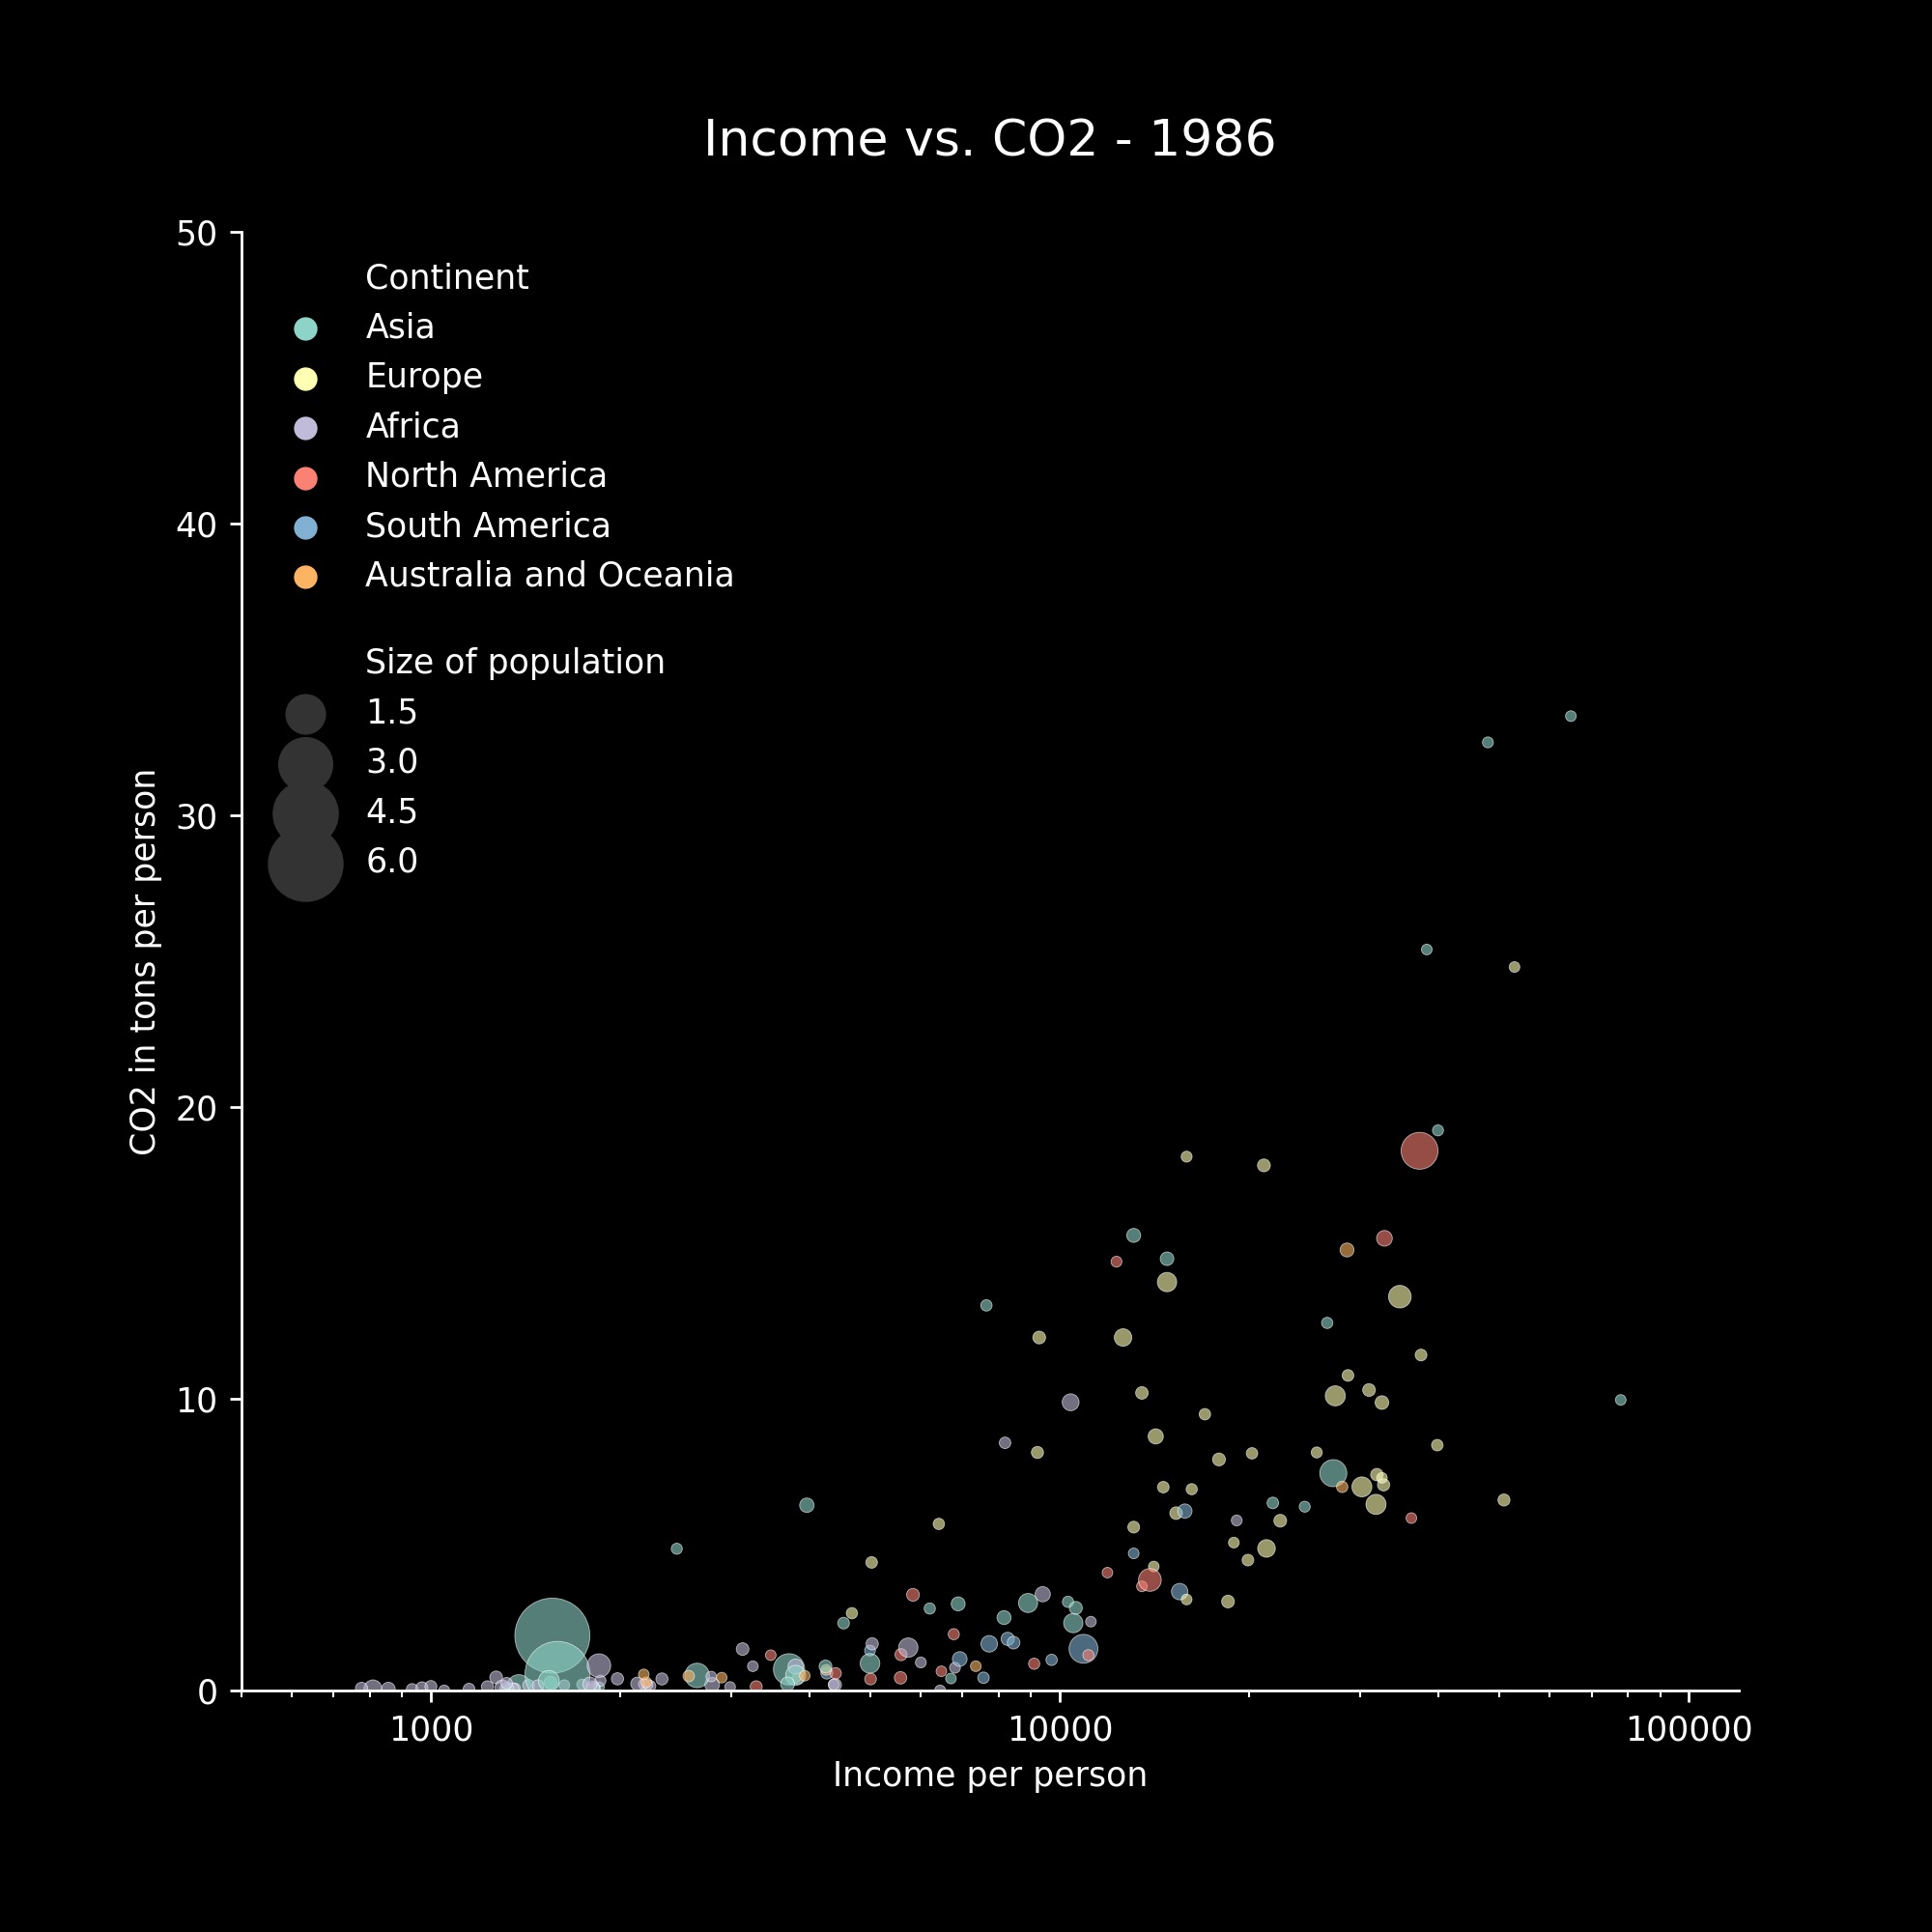 Income vs. CO2 - 1986
50
40
30
20
10
0
CO2 in tons per person
Continent
Asia
Europe
Africa
North America
South America
Australia and Oceania
Size of population
1.5
3.0
4.5
6.0
1000
10000
100000
Income per person